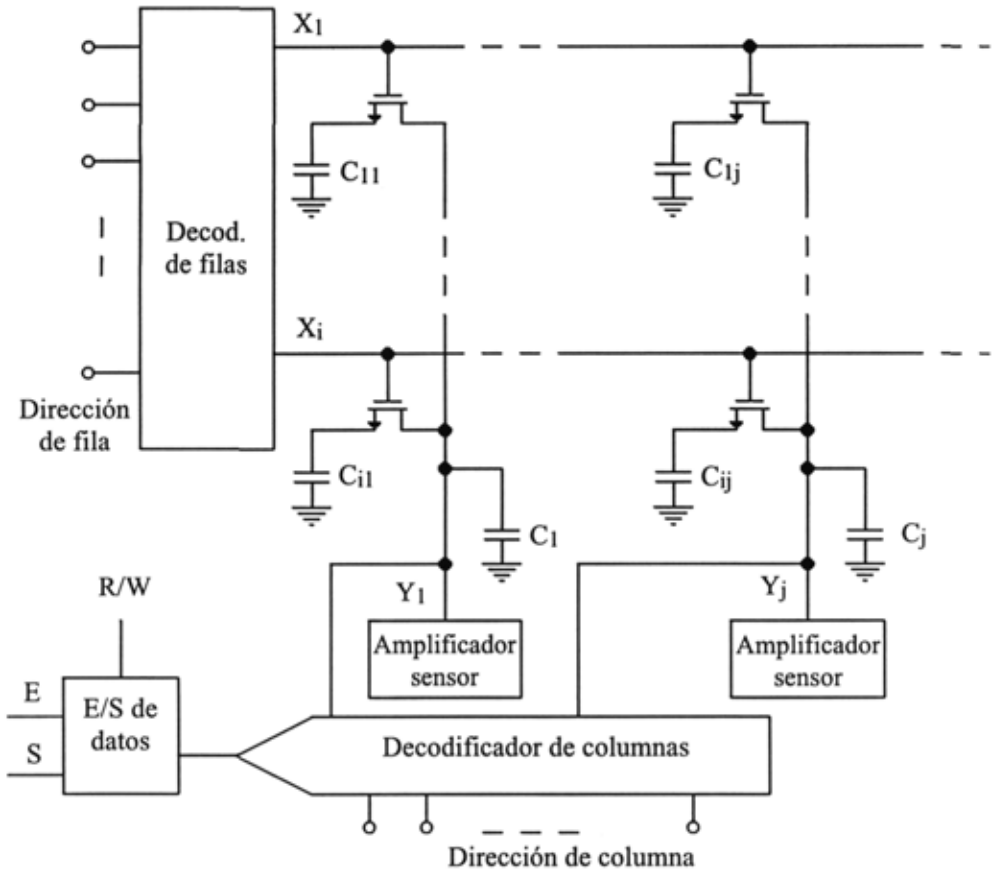 X1
C11
C1j
Decod.
de filas
Xi
Dirección
de fila
Ci1
Cij
C1
Cj
R/W
Y1
Yj
Amplificador
sensor
Amplificador
sensor
E
E/S de
datos
S
Decodificador de columnas
Dirección de columna